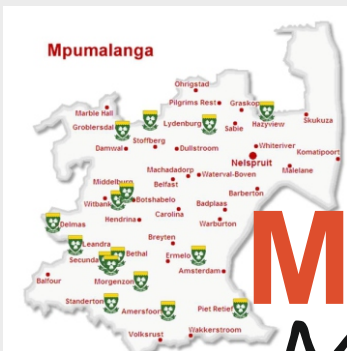 Mpumalanga
Ohrigstad
Pilgrims Rest
Graskop
Marble Hall
Groblersdal
Lydenburg
Hazyview
Skukuza
Sabie
Stoffberg
Damwal
Dullstroom
Whiteriver
Komatipoort
Nelspruit
Machadadorp
Waterval-Boven
Malelane
Middelburg
Belfast
Barberton
Witbank
Botshabelo
Badplaas
Carolina
Hendrina
Warburton
Delmas
Leandra
Breyten
Secunda
Bethal
Ermelo
Amsterdam
Balfour
Morgenzon
Standerton
Amersfoort
Piet Retief
Volksrust
Wakkerstroom
M